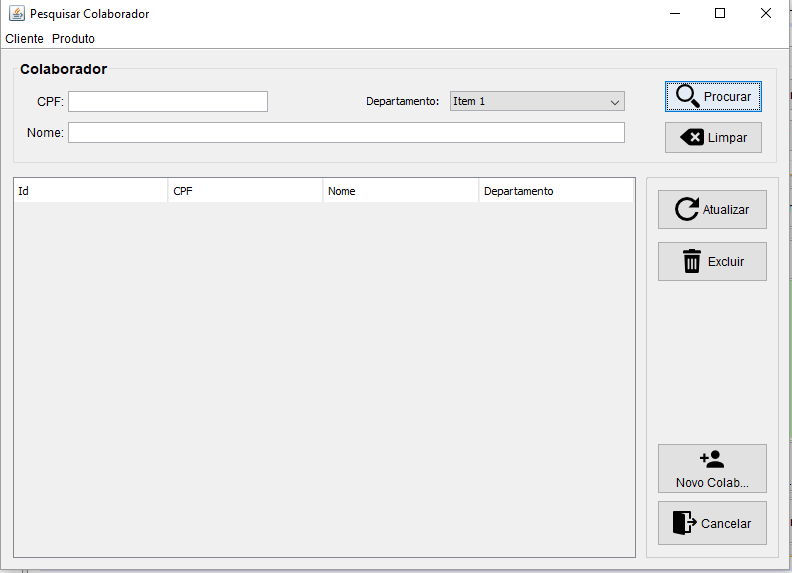 Pesquisar Colaborador
Cliente Produto
Colaborador
CPF: Departamento: Item 1 Procurar
Nome: Limpar
Id CPF Nome Departamento
Atualizar
Excluir
Novo Colab...
Cancelar